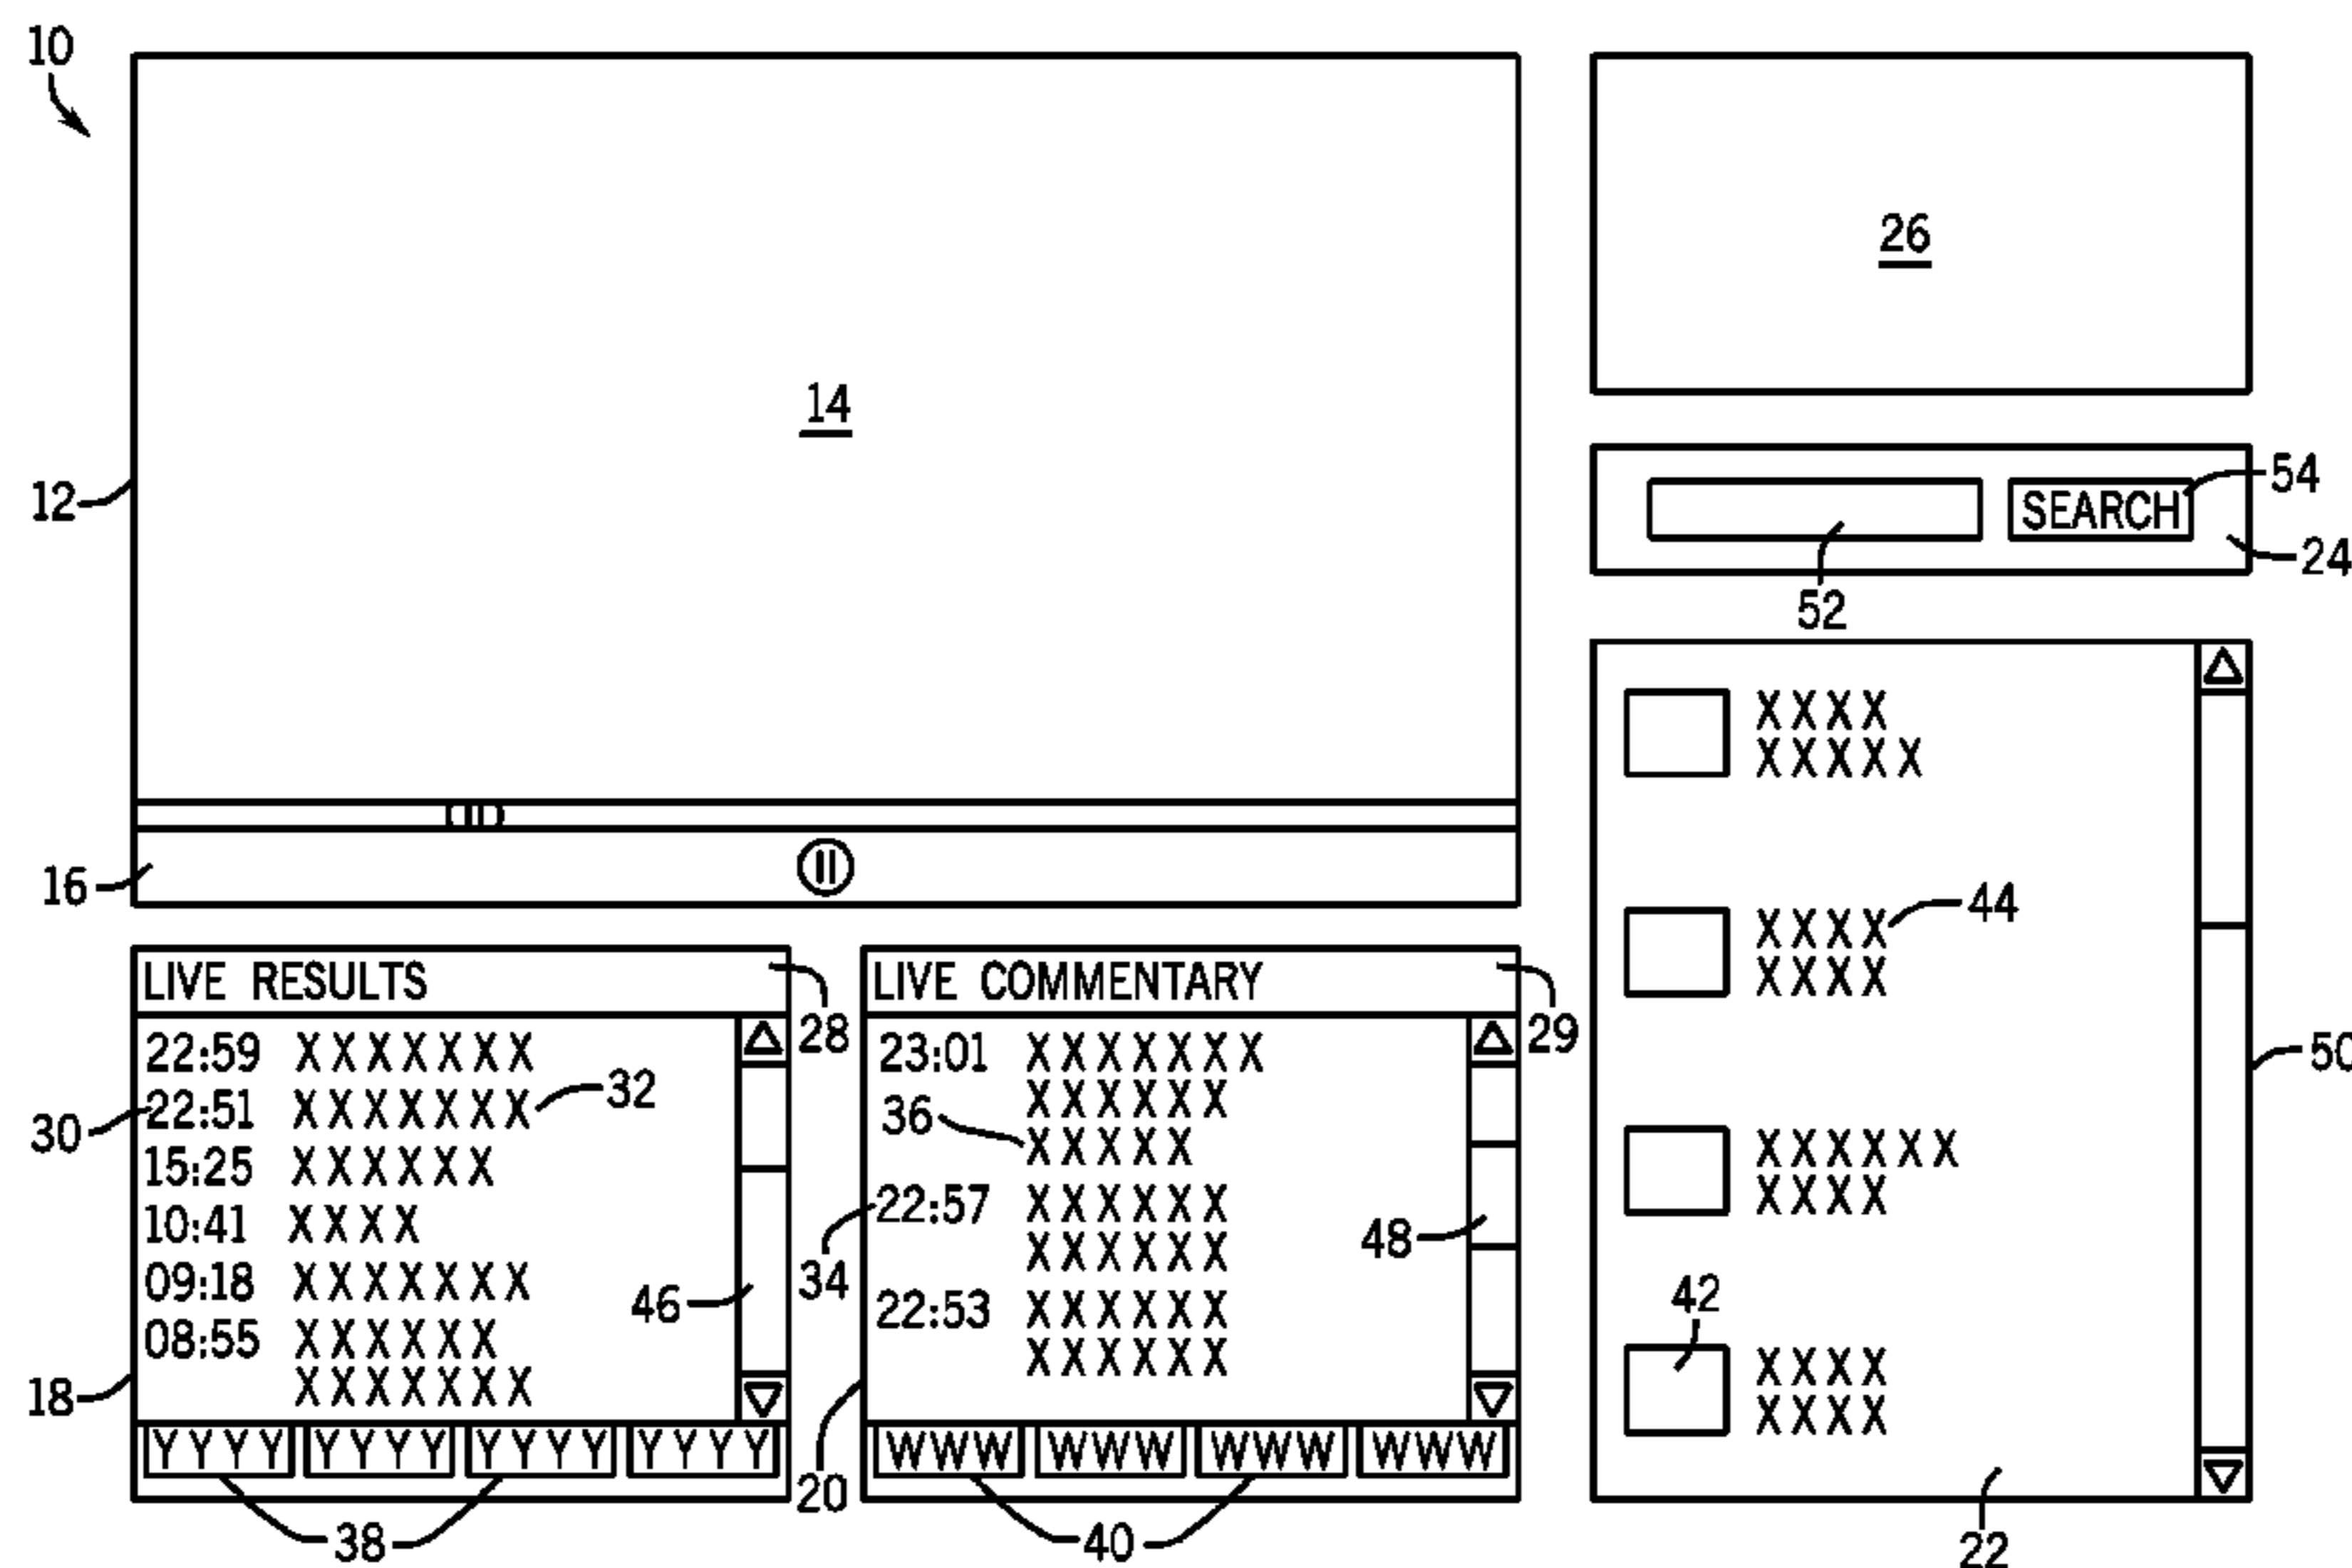 10
12
14
16
26
54
SEARCH
24
52
LIVE RESULTS
28
22:59 XXXXXXX
22:51 XXXXXXX
30
32
15:25 XXXXXX
10:41 XXXX
09:18 XXXXXXX
08:55 XXXXXX
XXXXXXX
46
18
YYYY YYYY YYYY YYYY
38
LIVE COMMENTARY
29
23:01 XXXXXXX
XXXXXX
36
XXXXX
22:57 XXXXXX
XXXXXX
34
48
22:53 XXXXXX
XXXXXX
20
WWW WWW WWW WWW
40
XXXX
XXXXX
XXXX
XXXX
44
50
XXXXXX
XXXX
42
XXXX
XXXX
22